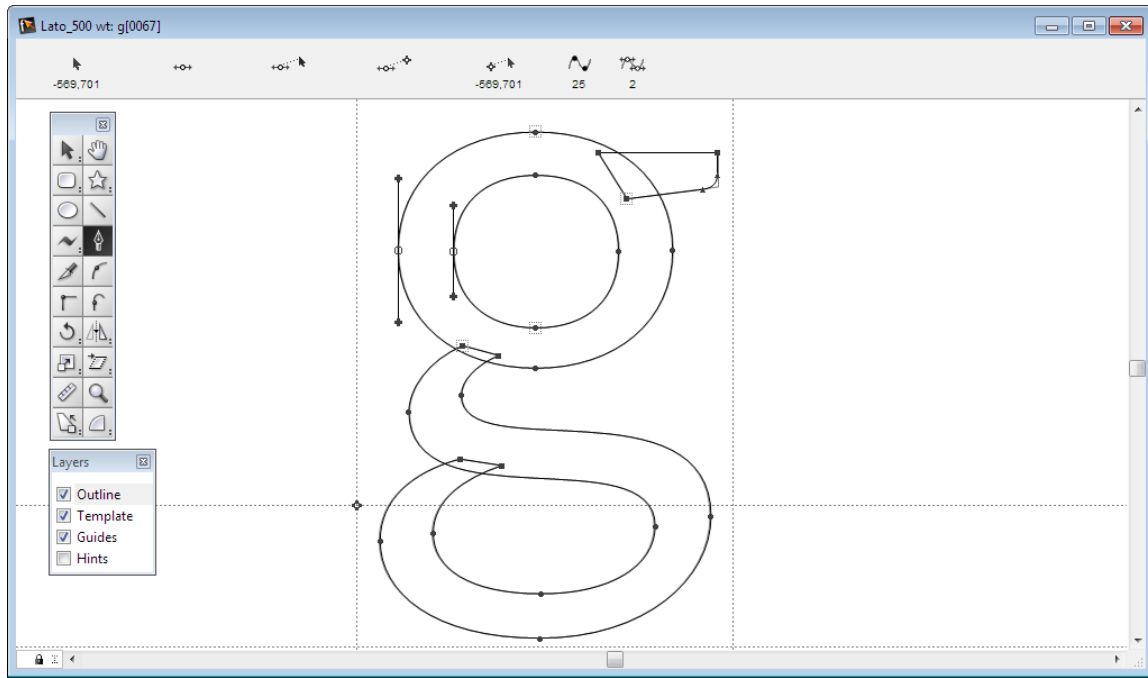 Lato_500 wt: g[0067]
-569,701
-569,701
25
2
Layers
Outline
Template
Guides
Hints
g